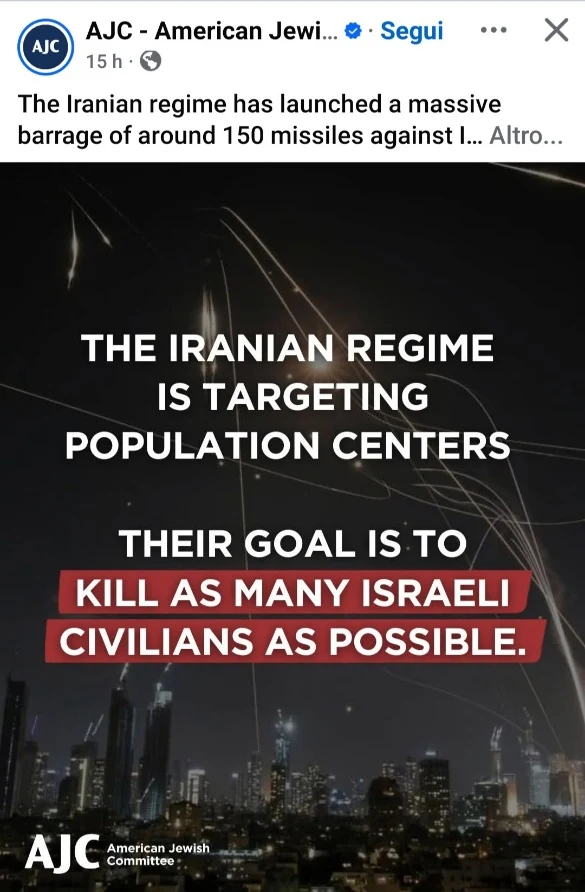 AJC
AJC - American Jewi... · Segui
15 h ·
The Iranian regime has launched a massive
barrage of around 150 missiles against I... Altro...
THE IRANIAN REGIME
IS TARGETING
POPULATION CENTERS
THEIR GOAL IS TO
KILL AS MANY ISRAELI
CIVILIANS AS POSSIBLE.
AJC American Jewish
Committee